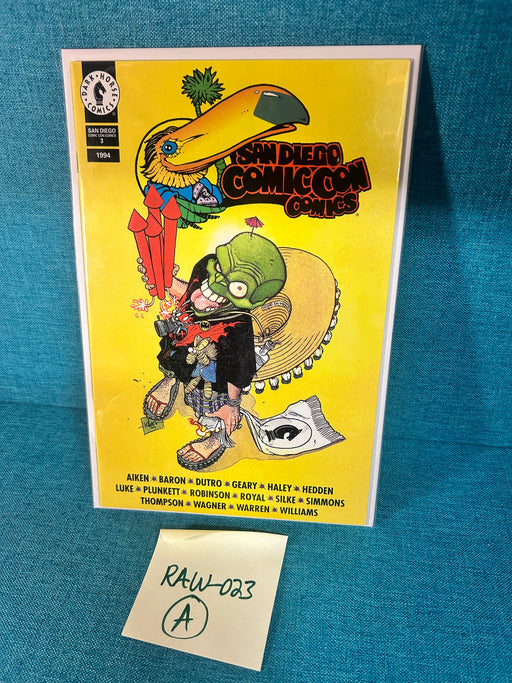 DARK HORSE COMICS
SAN DIEGO
COMIC CON COMICS
3
1994
SAN DIEGO
COMIC CON
COMICS
AIKEN * BARON * DUTRO * GEARY * HALEY * HEDDEN
LUKE * PLUNKETT * ROBINSON * ROYAL * SILKE * SIMMONS
THOMPSON * WAGNER * WARREN * WILLIAMS
RAW-023
A